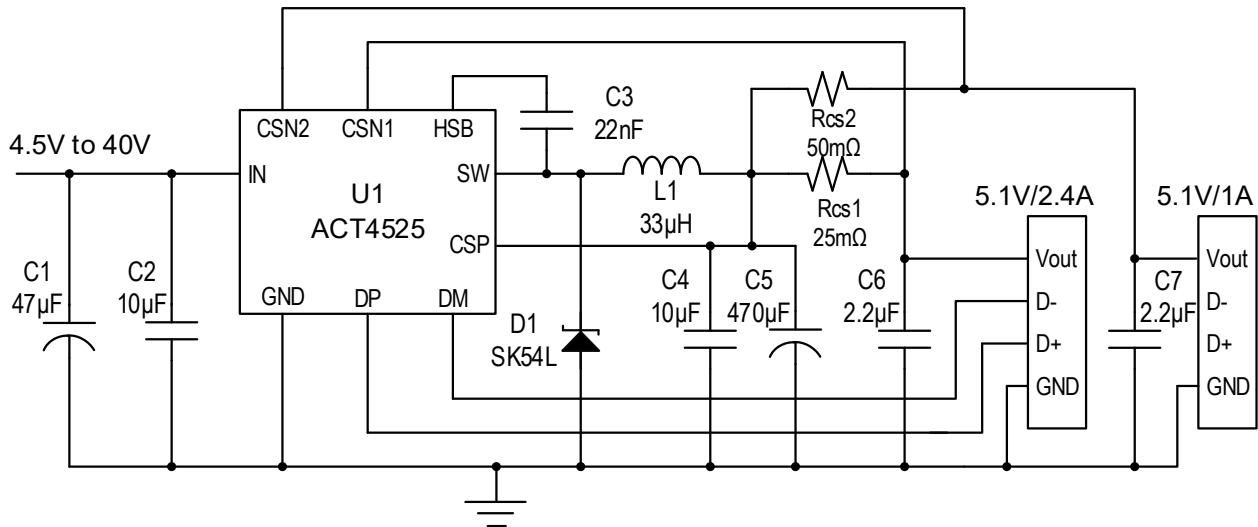 4.5V to 40V
CSN2
CSN1
HSB
IN
SW
U1
ACT4525
CSP
GND
DP
DM
C1
47µF
C2
10µF
C3
22nF
L1
33µH
Rcs2
50mΩ
Rcs1
25mΩ
D1
SK54L
C4
10µF
C5
470µF
C6
2.2µF
5.1V/2.4A
Vout
D-
D+
GND
C7
2.2µF
5.1V/1A
Vout
D-
D+
GND